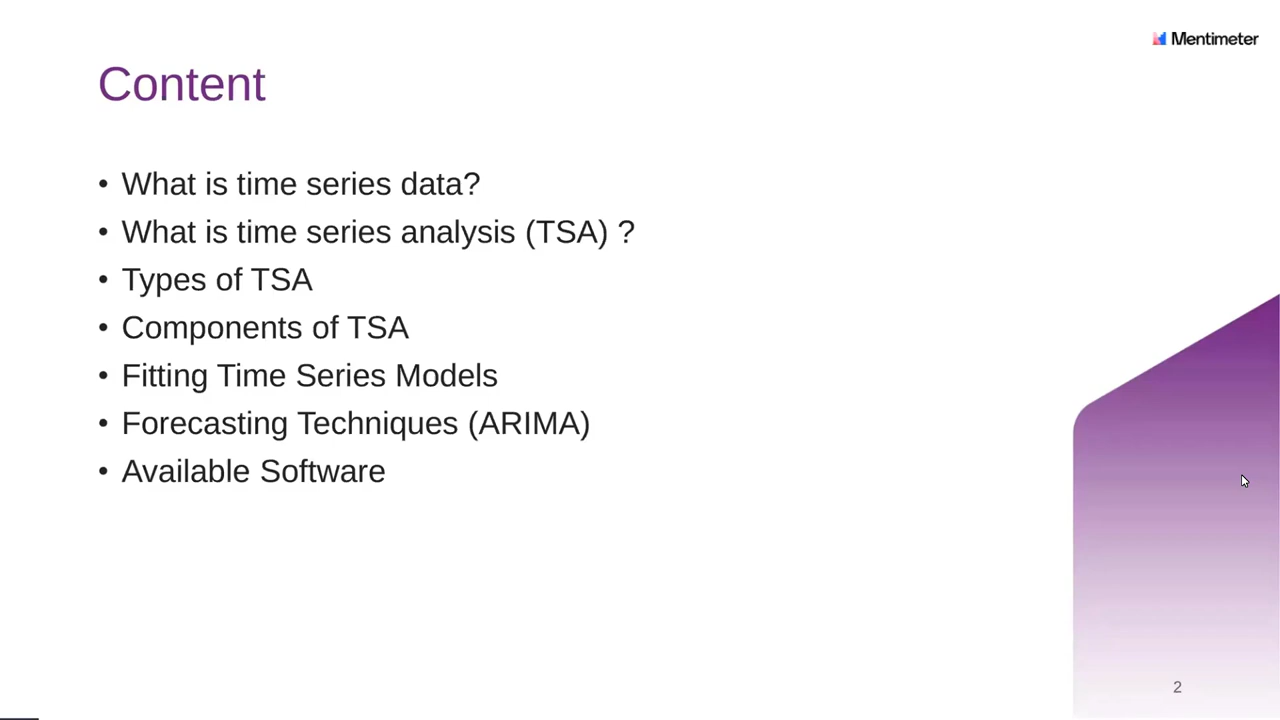 Mentimeter
Content
• What is time series data?
• What is time series analysis (TSA) ?
• Types of TSA
• Components of TSA
• Fitting Time Series Models
• Forecasting Techniques (ARIMA)
• Available Software
2